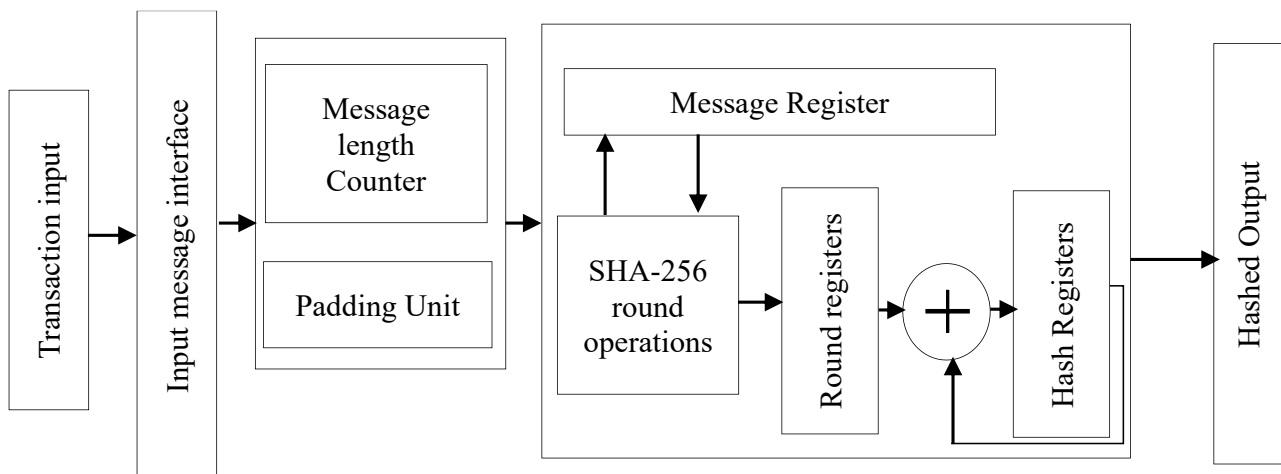 Transaction input
Input message interface
Message
length
Counter
Padding Unit
Message Register
SHA-256
round
operations
Round registers
+
Hash Registers
Hashed Output